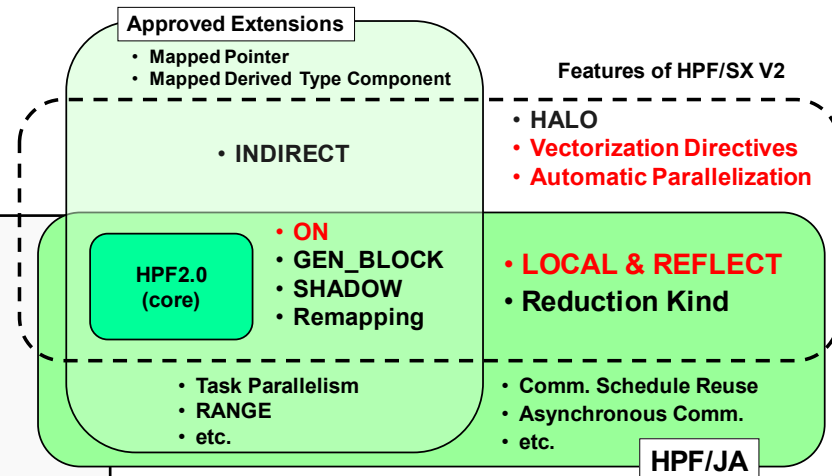 Approved Extensions
• Mapped Pointer
• Mapped Derived Type Component
Features of HPF/SX V2
• INDIRECT
• HALO
• Vectorization Directives
• Automatic Parallelization
HPF2.0
(core)
• ON
• GEN_BLOCK
• SHADOW
• Remapping
• LOCAL & REFLECT
• Reduction Kind
• Task Parallelism
• RANGE
• etc.
• Comm. Schedule Reuse
• Asynchronous Comm.
• etc.
HPF/JA